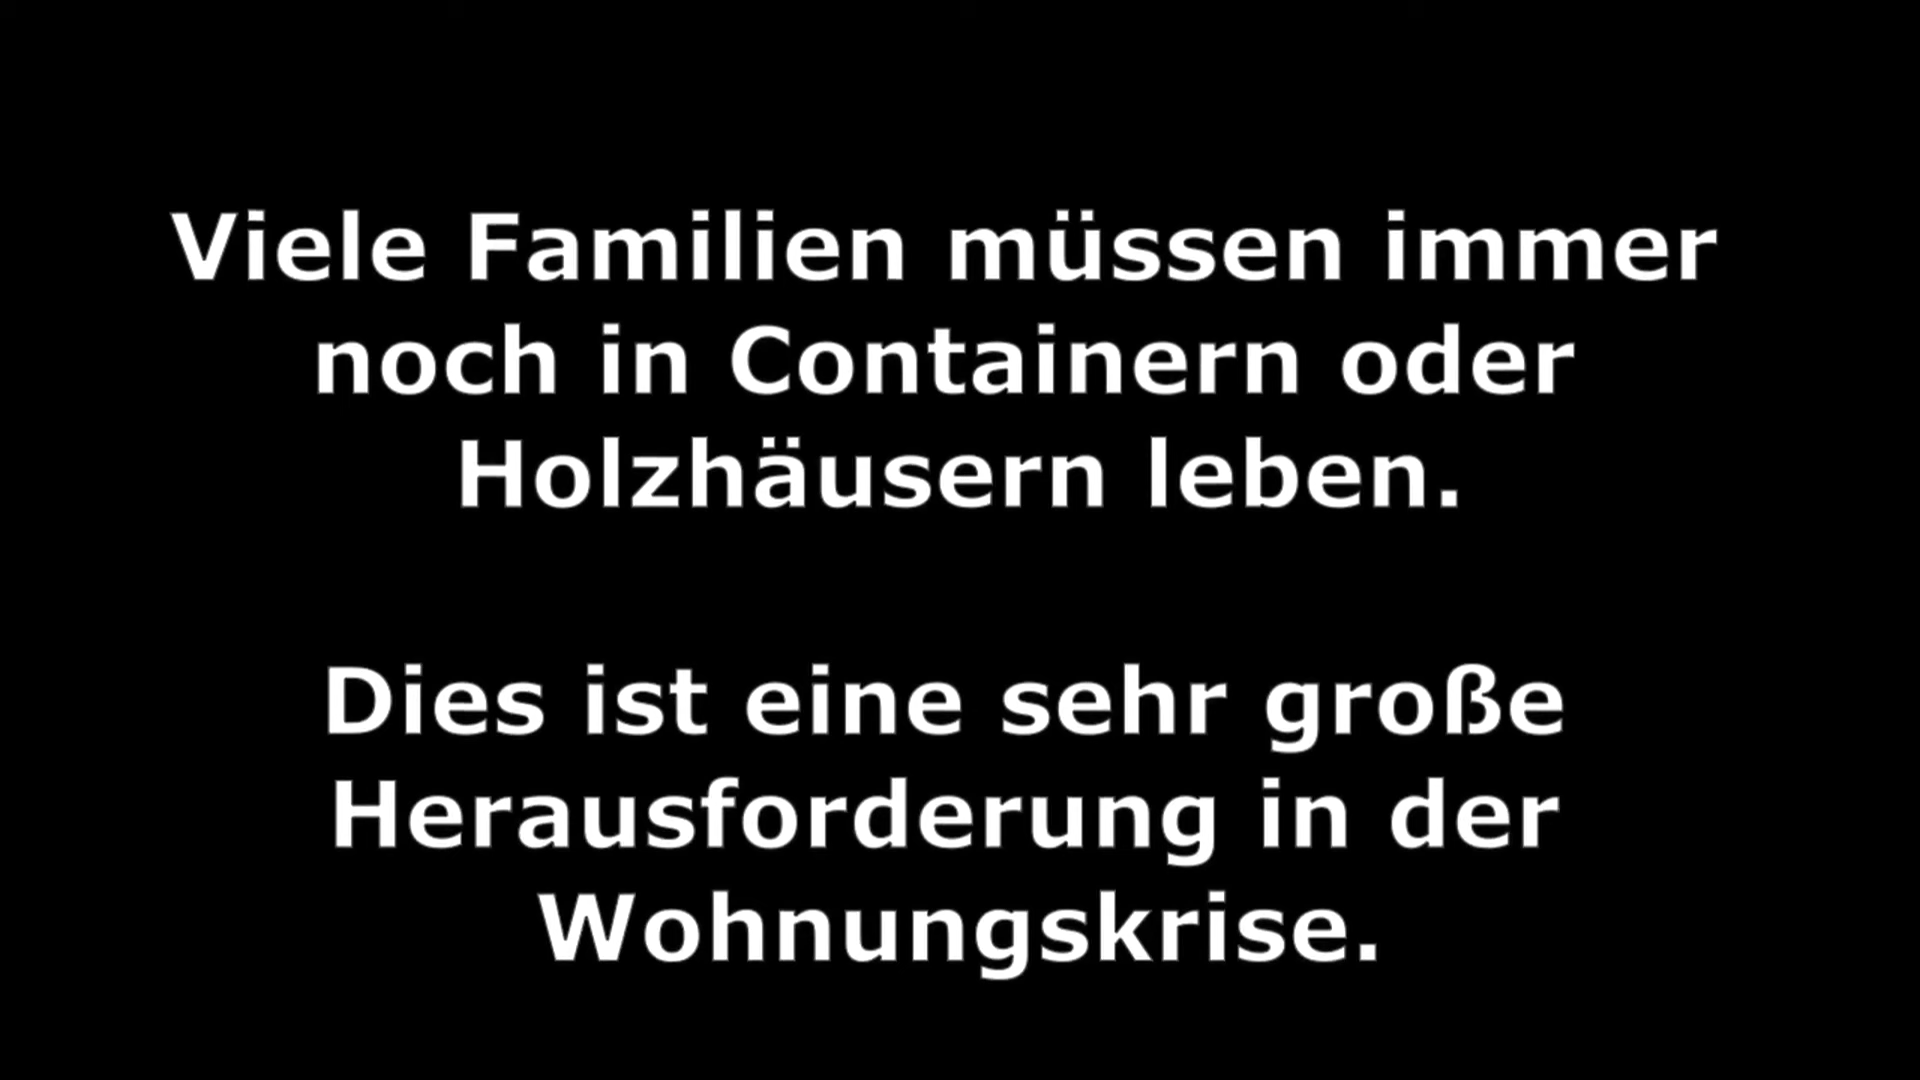 Viele Familien müssen immer
noch in Containern oder
Holzhäusern leben.
Dies ist eine sehr große
Herausforderung in der
Wohnungskrise.